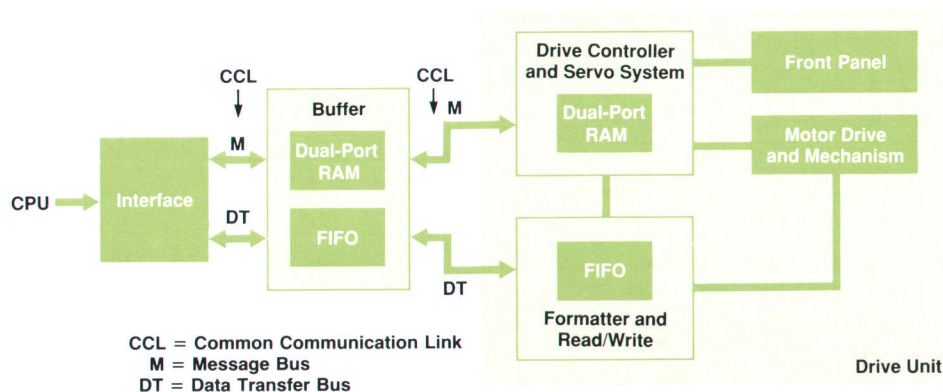 CPU
Interface
CCL
M
DT
Buffer
Dual-Port
RAM
FIFO
CCL
M
DT
Drive Controller
and Servo System
Dual-Port
RAM
Front Panel
Motor Drive
and Mechanism
FIFO
Formatter and
Read/Write
Drive Unit
CCL = Common Communication Link
M = Message Bus
DT = Data Transfer Bus